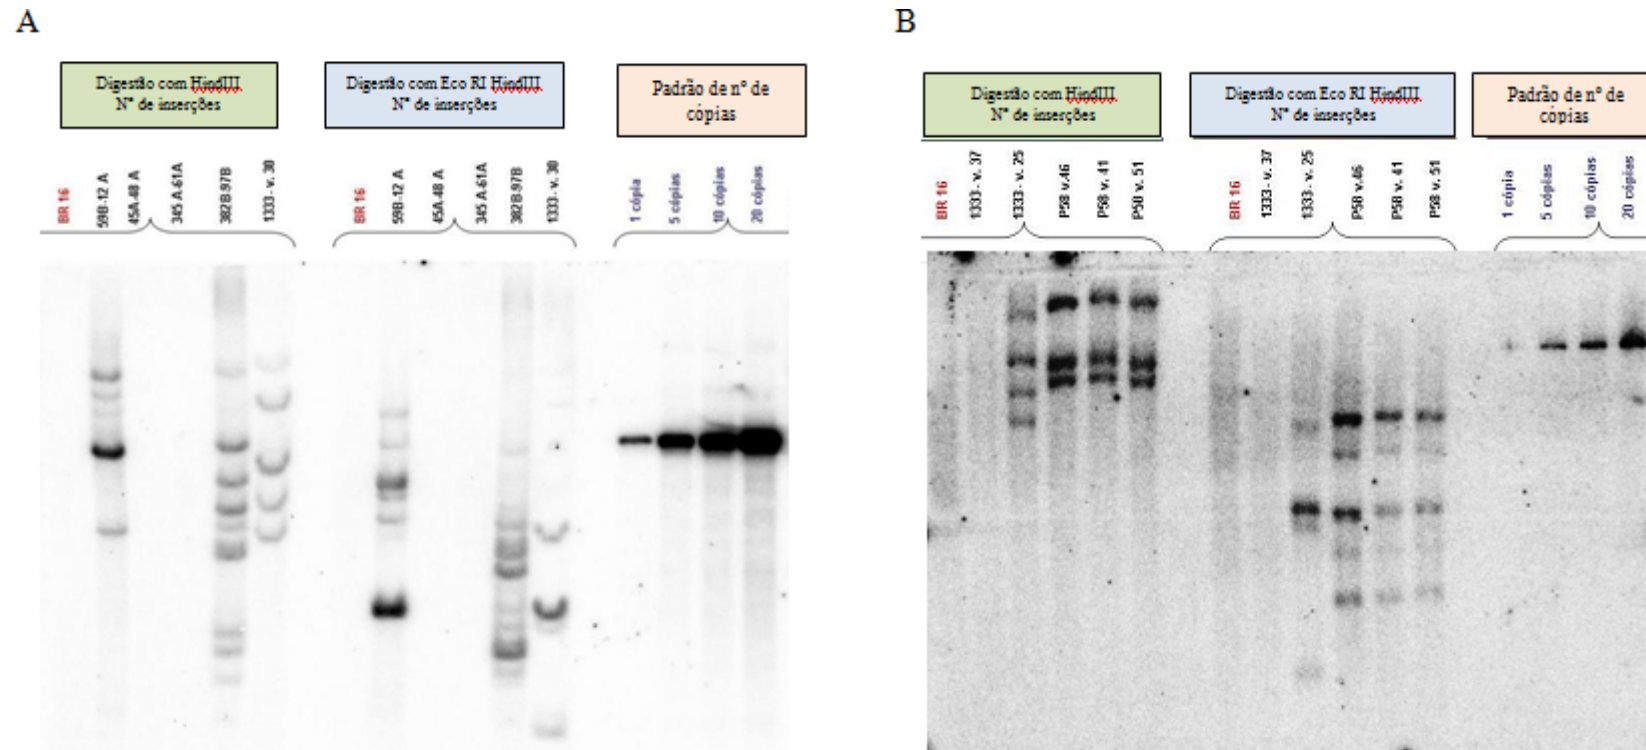 A
Digestão com HindIII
N° de inserções
Digestão com Eco RI HindIII
N° de inserções
Padrão de n° de
cópias
BR 16
59B-12 A
45A-48 A
345 A-61A
382B-97B
1333- v. 30
BR 16
59B-12 A
45A-48 A
345 A-61A
382B-97B
1333- v. 30
1 cópia
5 cópias
10 cópias
20 cópias
B
Digestão com HindIII
N° de inserções
Digestão com Eco RI HindIII
N° de inserções
Padrão de n° de
cópias
BR 16
1333- v. 37
1333- v. 25
P58 v.46
P58 v. 41
P58 v. 51
BR 16
1333- v. 37
1333- v. 25
P58 v.46
P58 v. 41
P58 v. 51
1 cópia
5 cópias
10 cópias
20 cópias